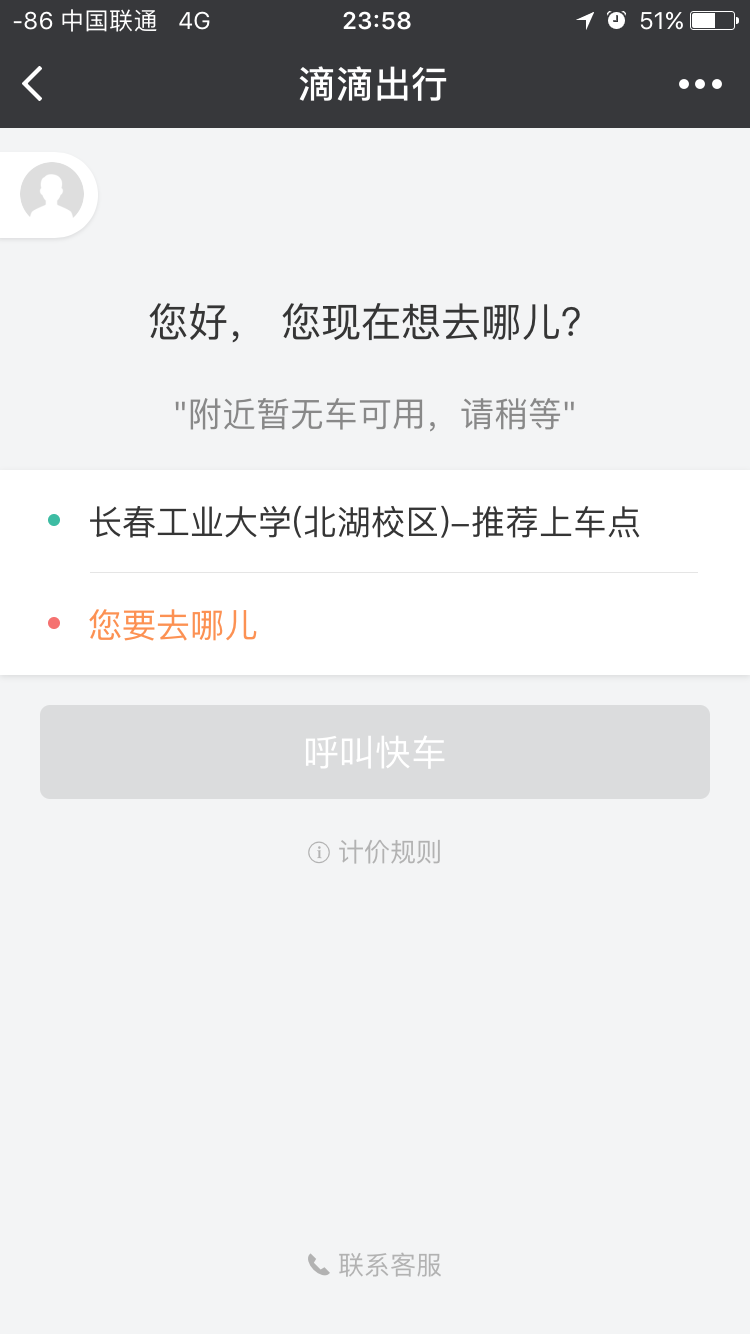 -86 中国联通 4G 23:58 51%
滴滴出行
您好， 您现在想去哪儿?
"附近暂无车可用，请稍等"
长春工业大学(北湖校区)-推荐上车点
您要去哪儿
呼叫快车
计价规则
联系客服